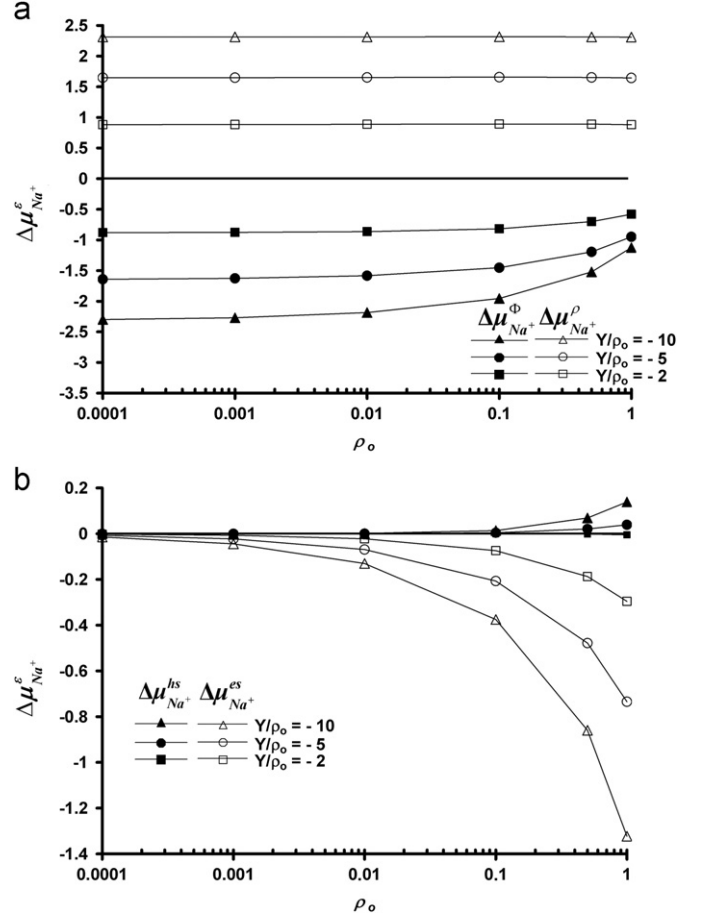 a
2.5
2
1.5
1
0.5
0
-0.5
-1
-1.5
-2
-2.5
-3
-3.5
Δμ^ε_Na⁺
Δμ^Φ_Na⁺ Δμ^ρ_Na⁺
Y/ρₒ = - 10
Y/ρₒ = - 5
Y/ρₒ = - 2
0.0001 0.001 0.01 0.1 1
ρₒ
b
0.2
0
-0.2
-0.4
-0.6
-0.8
-1
-1.2
-1.4
Δμ^ε_Na⁺
Δμ^hs_Na⁺ Δμ^es_Na⁺
Y/ρₒ = - 10
Y/ρₒ = - 5
Y/ρₒ = - 2
0.0001 0.001 0.01 0.1 1
ρₒ